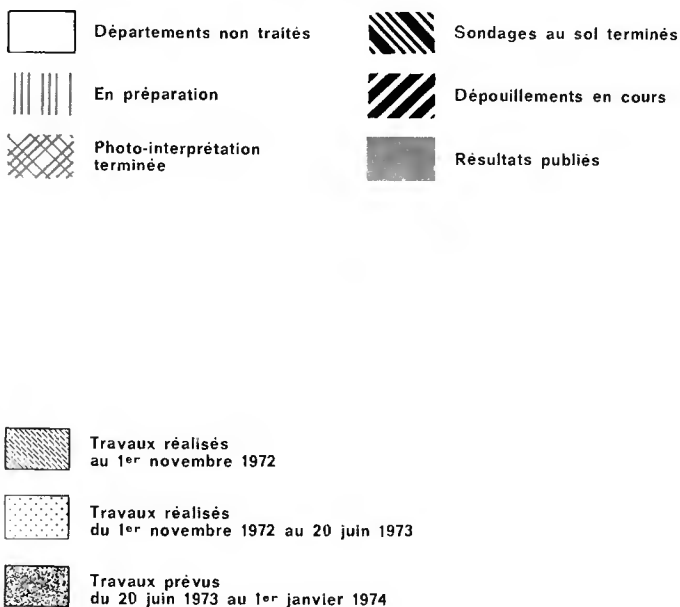 Départements non traités
En préparation
Photo-interprétation
terminée
Sondages au sol terminés
Dépouillements en cours
Résultats publiés
Travaux réalisés
au 1er novembre 1972
Travaux réalisés
du 1er novembre 1972 au 20 juin 1973
Travaux prévus
du 20 juin 1973 au 1er janvier 1974